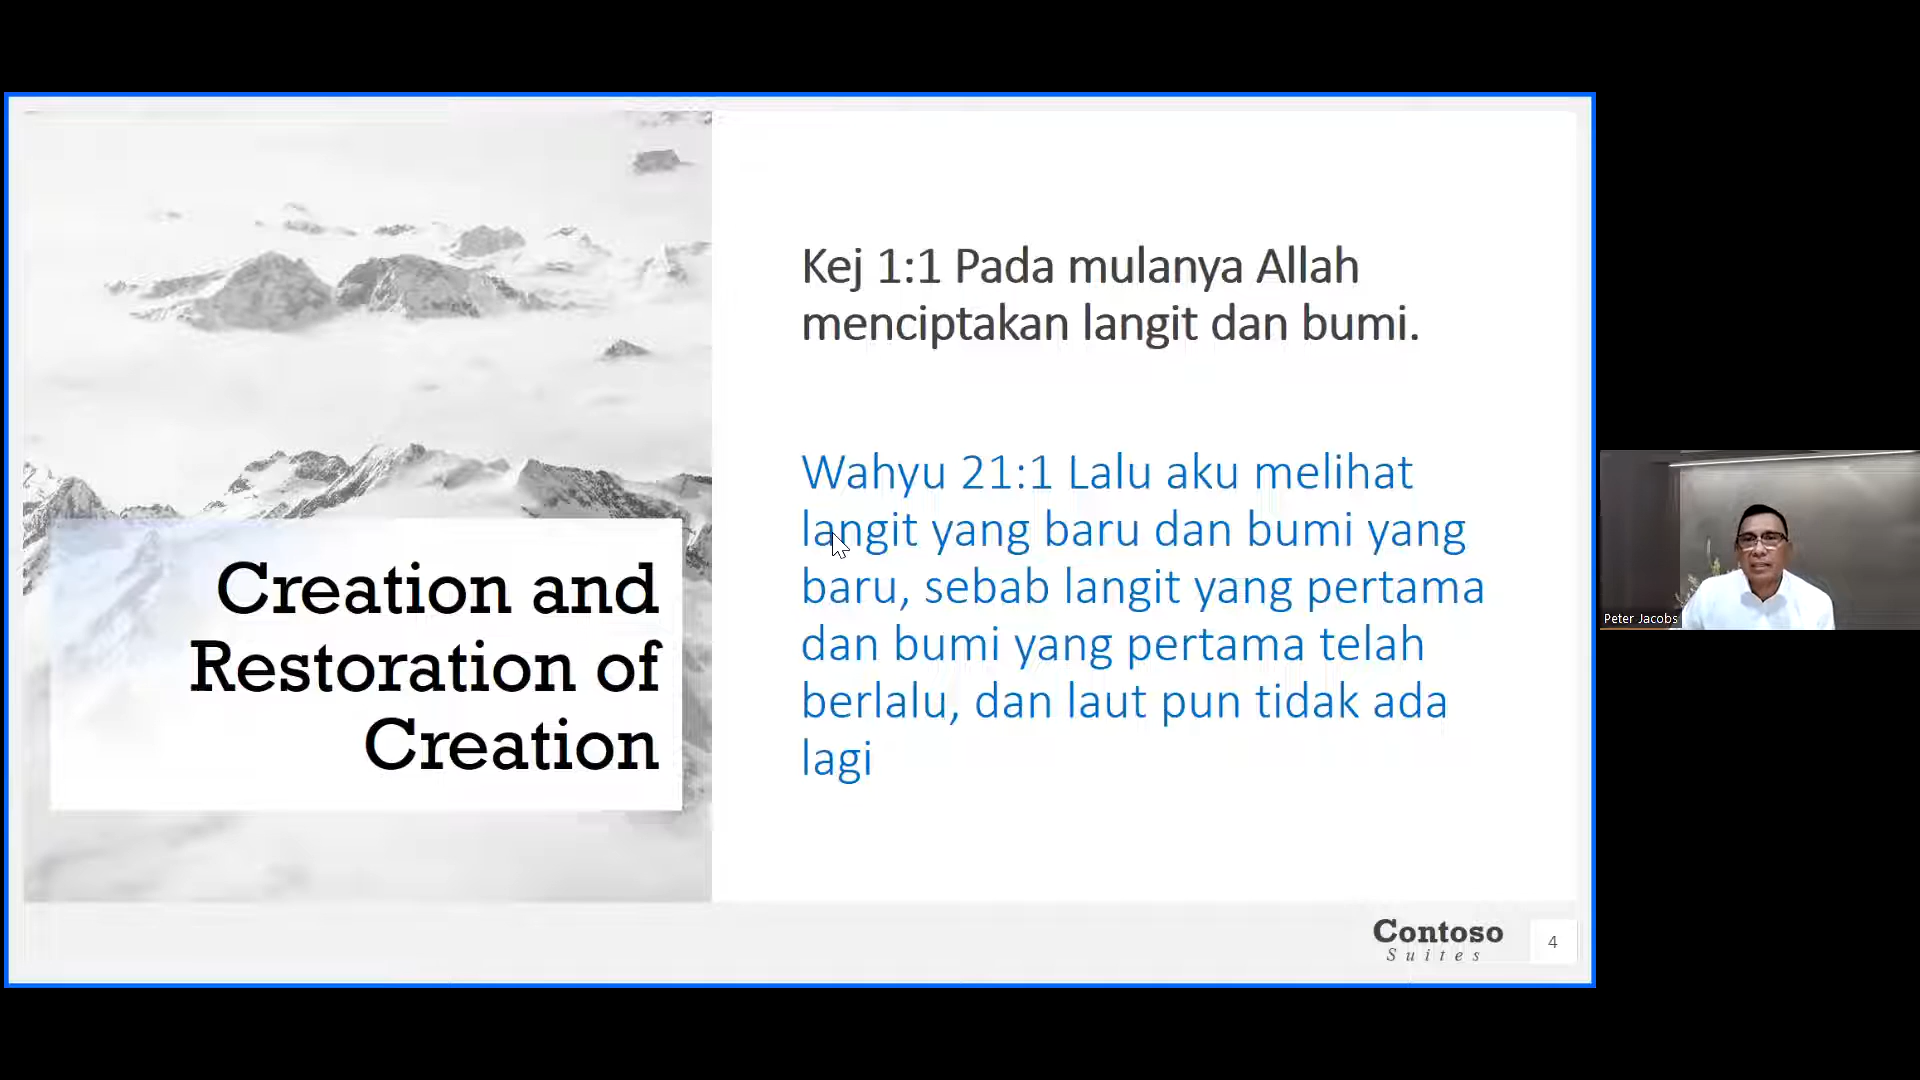 Creation and
Restoration of
Creation
Kej 1:1 Pada mulanya Allah
menciptakan langit dan bumi.
Wahyu 21:1 Lalu aku melihat
langit yang baru dan bumi yang
baru, sebab langit yang pertama
dan bumi yang pertama telah
berlalu, dan laut pun tidak ada
lagi
Contoso
Suites
4
Peter Jacobs